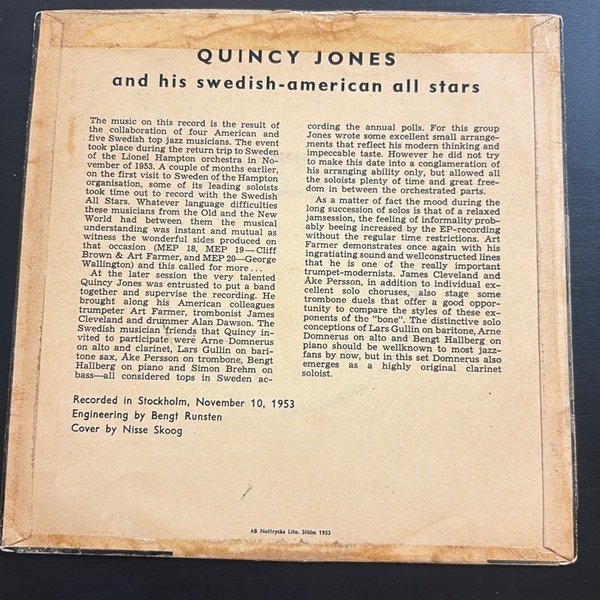 QUINCY JONES
and his swedish-american all stars
The music on this record is the result of
the collaboration of four American and
five Swedish top jazz musicians. The event
took place during the return trip to Sweden
of the Lionel Hampton orchestra in No-
vember of 1953. A couple of months earlier,
on the first visit to Sweden of the Hampton
organisation, some of its leading soloists
took time out to record with the Swedish
All Stars. Whatever language difficulties
these musicians from the Old and the New
World had between them the musical
understanding was instant and mutual as
witness the wonderful sides produced on
that occasion (MEP 18, MEP 19—Cliff
Brown & Art Farmer, and MEP 20—George
Wallington) and this called for more...
At the later session the very talented
Quincy Jones was entrusted to put a band
together and supervise the recording. He
brought along his American colleagues
trumpeter Art Farmer, trombonist James
Cleveland and drummer Alan Dawson. The
Swedish musician friends that Quincy in-
vited to participate were Arne Domnerus
on alto and clarinet, Lars Gullin on bari-
tone sax, Åke Persson on trombone, Bengt
Hallberg on piano and Simon Brehm on
bass—all considered tops in Sweden ac-
cording the annual polls. For this group
Jones wrote some excellent small arrange-
ments that reflect his modern thinking and
impeccable taste. However he did not try
to make this date into a conglameration of
his arranging ability only, but allowed all
the soloists plenty of time and great free-
dom in between the orchestrated parts.
As a matter of fact the mood during the
long succession of solos is that of a relaxed
jamsession, the feeling of informality prob-
ably beeing increased by the EP-recording
without the regular time restrictions. Art
Farmer demonstrates once again with his
ingratiating sound and wellconstructed lines
that he is one of the really important
trumpet-modernists. James Cleveland and
Åke Persson, in addition to individual ex-
cellent solo choruses, also stage some
trombone duels that offer a good oppor-
tunity to compare the styles of these ex-
ponents of the "bone". The distinctive solo
conceptions of Lars Gullin on baritone, Arne
Domnerus on alto and Bengt Hallberg on
piano should be wellknown to most jazz-
fans by now, but in this set Domnerus also
emerges as a highly original clarinet
soloist.
Recorded in Stockholm, November 10, 1953
Engineering by Bengt Runsten
Cover by Nisse Skoog
AB Nottrycks Lito. Sthlm 1953